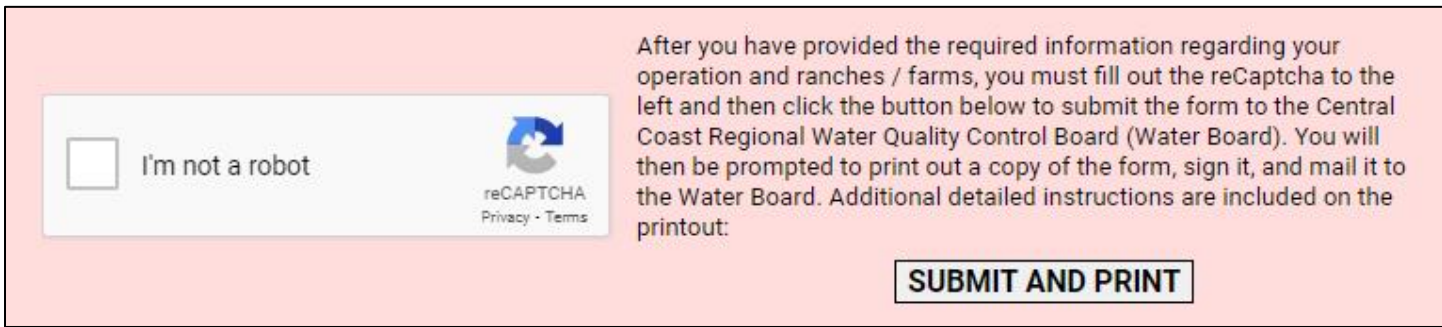 I'm not a robot
reCAPTCHA
Privacy - Terms
After you have provided the required information regarding your
operation and ranches / farms, you must fill out the reCaptcha to the
left and then click the button below to submit the form to the Central
Coast Regional Water Quality Control Board (Water Board). You will
then be prompted to print out a copy of the form, sign it, and mail it to
the Water Board. Additional detailed instructions are included on the
printout:
SUBMIT AND PRINT